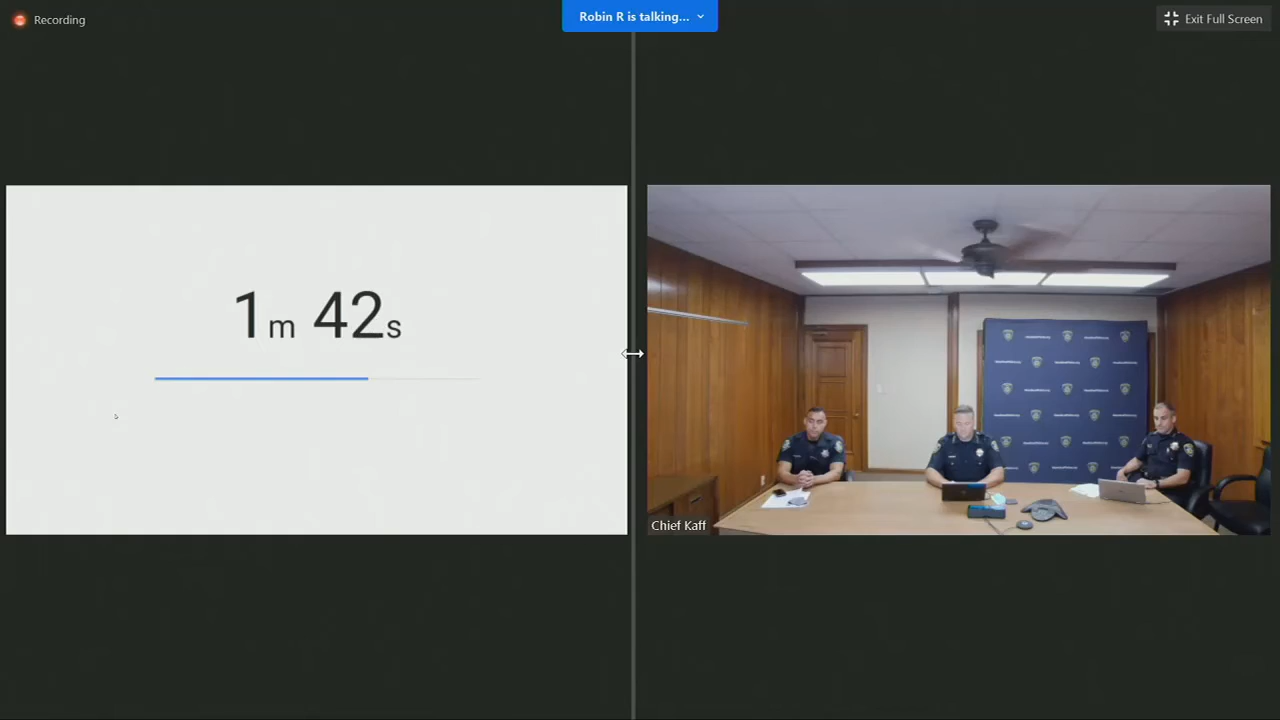 Recording
Robin R is talking...
Exit Full Screen
1m 42s
Chief Kaff